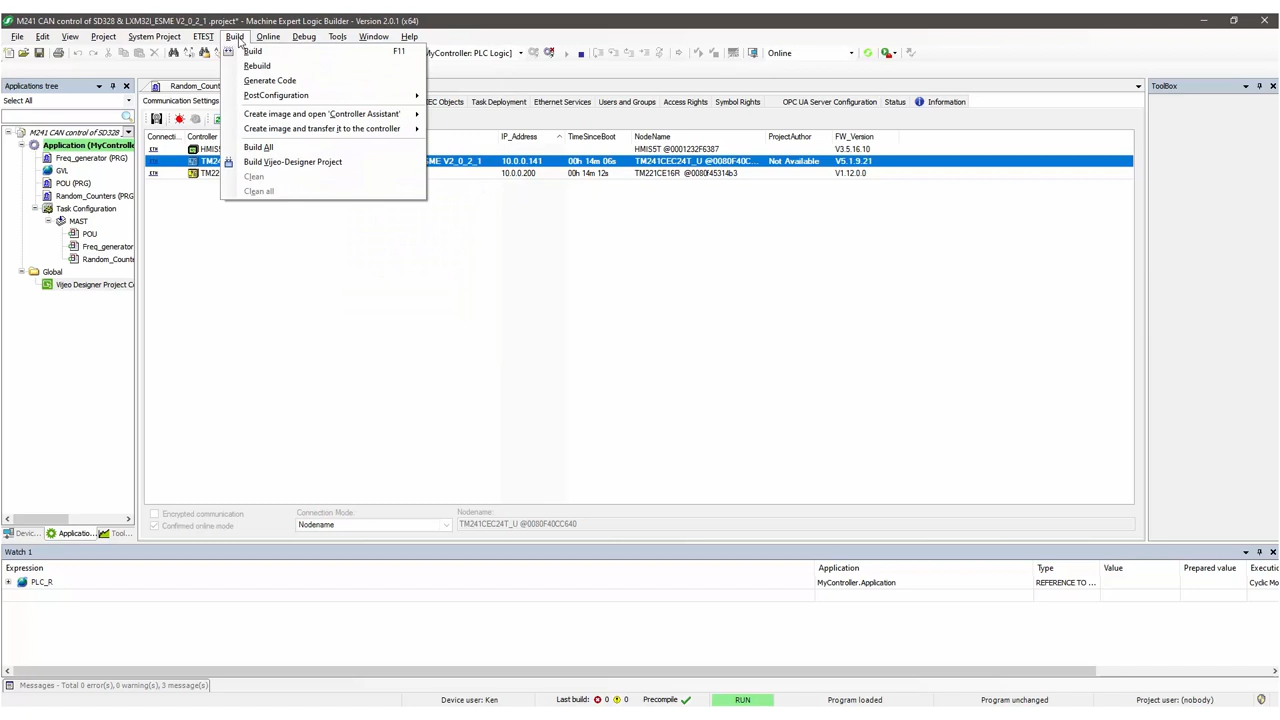 M241 CAN control of SD328 & LXM32I_ESME V2_0_2_1 .project* - Machine Expert Logic Builder - Version 2.0.1 (x64)
File Edit View Project System Project ETEST Build Online Debug Tools Window Help
Build F11
Rebuild
Generate Code
PostConfiguration
Create image and open 'Controller Assistant'
Create image and transfer it to the controller
Build All
Build Vijeo-Designer Project
Clean
Clean all
MyController: PLC Logic]
Online
Applications tree
Select All
M241 CAN control of SD328
Application (MyController
Freq_generator (PRG)
GVL
POU (PRG)
Random_Counters (PRG
Task Configuration
MAST
POU
Freq_generator
Random_Counte
Global
Vijeo Designer Project C
Devic... Applicatio... Tool...
Random_Count
Communication Settings
EC Objects Task Deployment Ethernet Services Users and Groups Access Rights Symbol Rights OPC UA Server Configuration Status Information
Connecti... Controller IP_Address TimeSinceBoot NodeName ProjectAuthor FW_Version
ETH HMIS5T @0001232F6387 V3.5.16.10
ETH TM24 SME V2_0_2_1 10.0.0.141 00h 14m 06s TM241CEC24T_U @0080F40C... Not Available V5.1.9.21
ETH TM22 10.0.0.200 00h 14m 12s TM221CE16R @0080f45314b3 V1.12.0.0
Encrypted communication
Confirmed online mode
Connection Mode:
Nodename
Nodename:
TM241CEC24T_U @0080F40CC640
ToolBox
Watch 1
Expression Application Type Value Prepared value Executi
PLC_R MyController.Application REFERENCE TO ... Cyclic Mo
Messages - Total 0 error(s), 0 warning(s), 3 message(s)
Device user: Ken Last build: 0 0 Precompile RUN Program loaded Program unchanged Project user: (nobody)